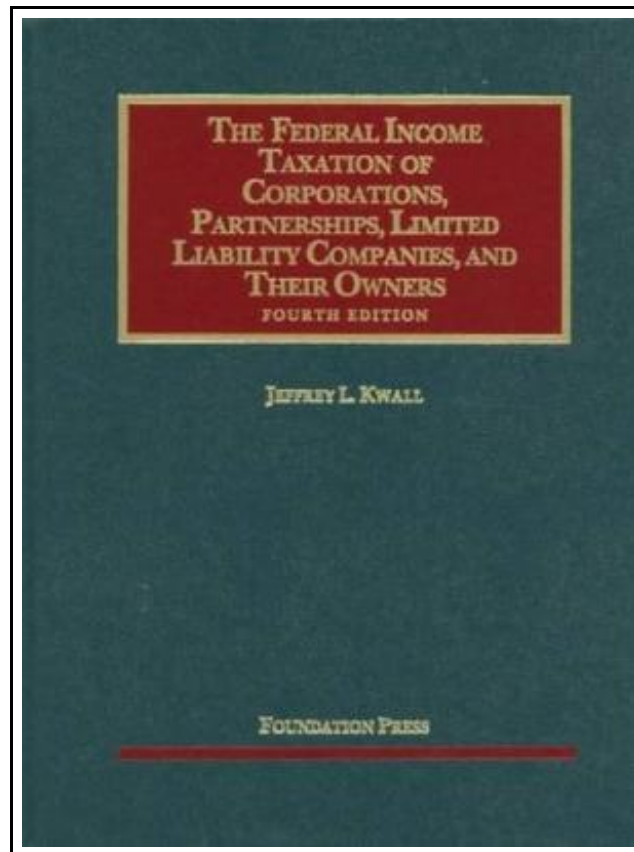 THE FEDERAL INCOME
TAXATION OF
CORPORATIONS,
PARTNERSHIPS, LIMITED
LIABILITY COMPANIES, AND
THEIR OWNERS
FOURTH EDITION
JEFFREY L. KWALL
FOUNDATION PRESS